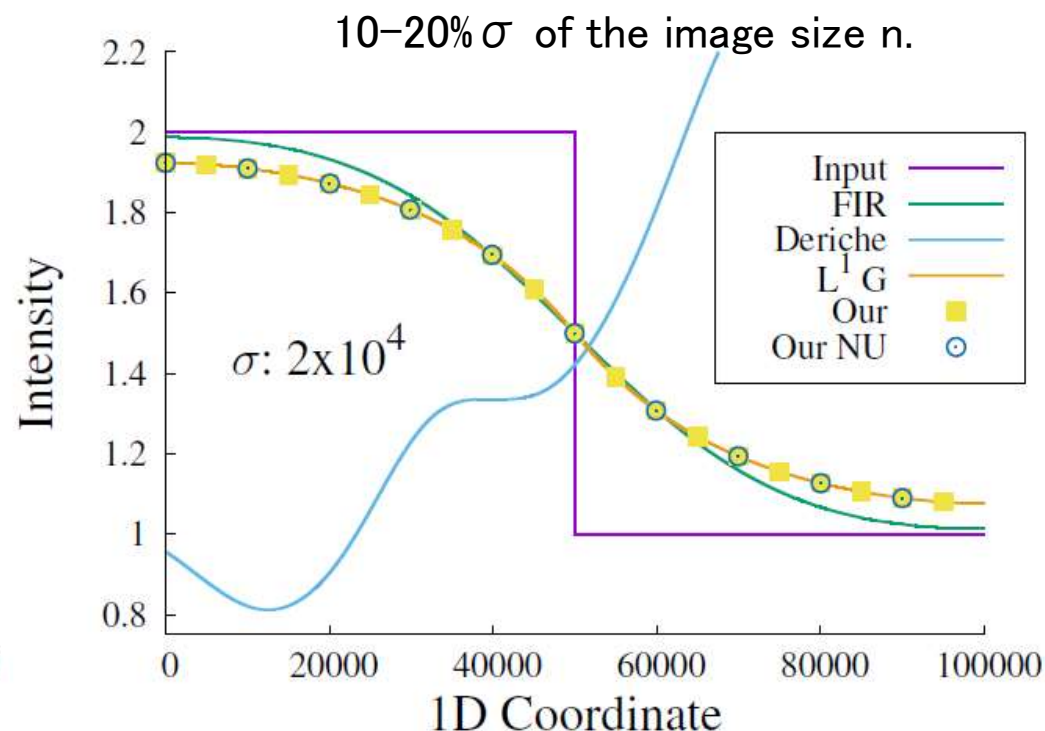 10-20%σ of the image size n.
2.2
2
1.8
1.6
1.4
1.2
1
0.8
Intensity
σ: 2x10^4
Input
FIR
Deriche
L^1 G
Our
Our NU
0 20000 40000 60000 80000 100000
1D Coordinate